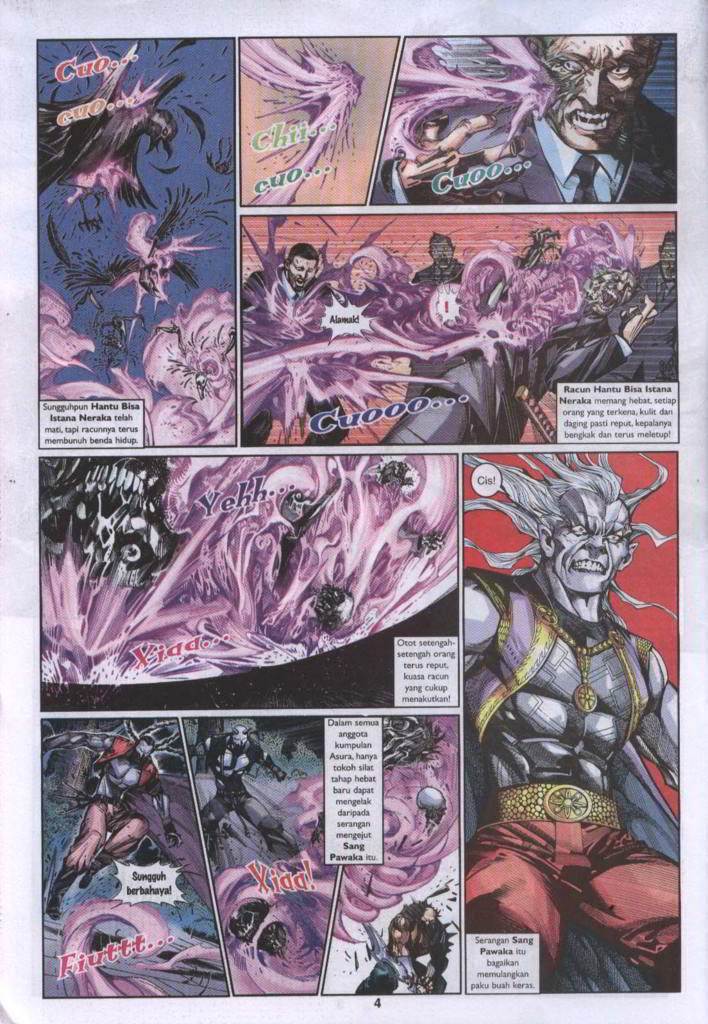 Cuo...
cuo...
Sungguhpun Hantu Bisa
Istana Neraka telah
mati, tapi racunnya terus
membunuh benda hidup.
Chii...
cuo...
Cuoo...
Alamak!
!
Cuooo...
Racun Hantu Bisa Istana
Neraka memang hebat, setiap
orang yang terkena, kulit dan
daging pasti reput, kepalanya
bengkak dan terus meletup!
Yehh...
Xiaa...
Otot setengah-
setengah orang
terus reput,
kuasa racun
yang cukup
menakutkan!
Cis!
Serangan Sang
Pawaka itu
bagaikan
memulangkan
paku buah keras.
Sungguh
berbahaya!
Fiuttt...
Xiaa!
Dalam semua
anggota
kumpulan
Asura, hanya
tokoh silat
tahap hebat
baru dapat
mengelak
daripada
serangan
mengejut
Sang
Pawaka itu.
4